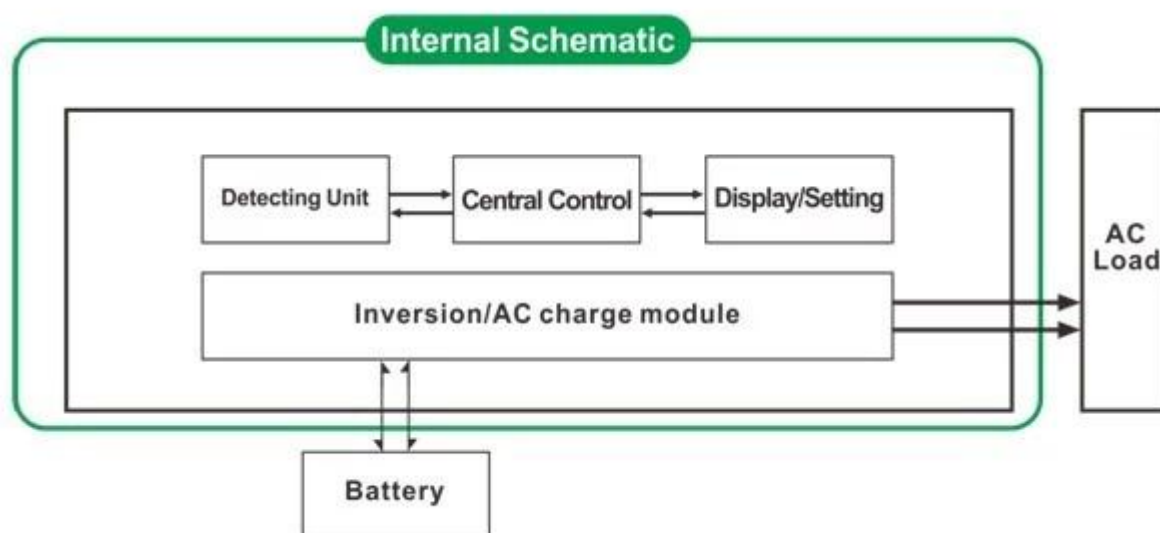 Internal Schematic
Detecting Unit
Central Control
Display/Setting
AC
Load
Inversion/AC charge module
Battery